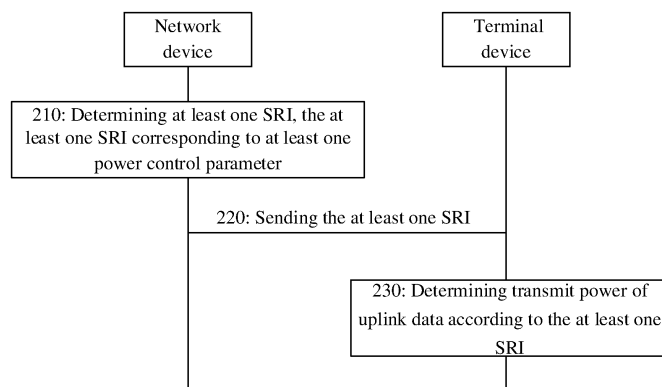 Network
device
Terminal
device
210: Determining at least one SRI, the at
least one SRI corresponding to at least one
power control parameter
220: Sending the at least one SRI
230: Determining transmit power of
uplink data according to the at least one
SRI